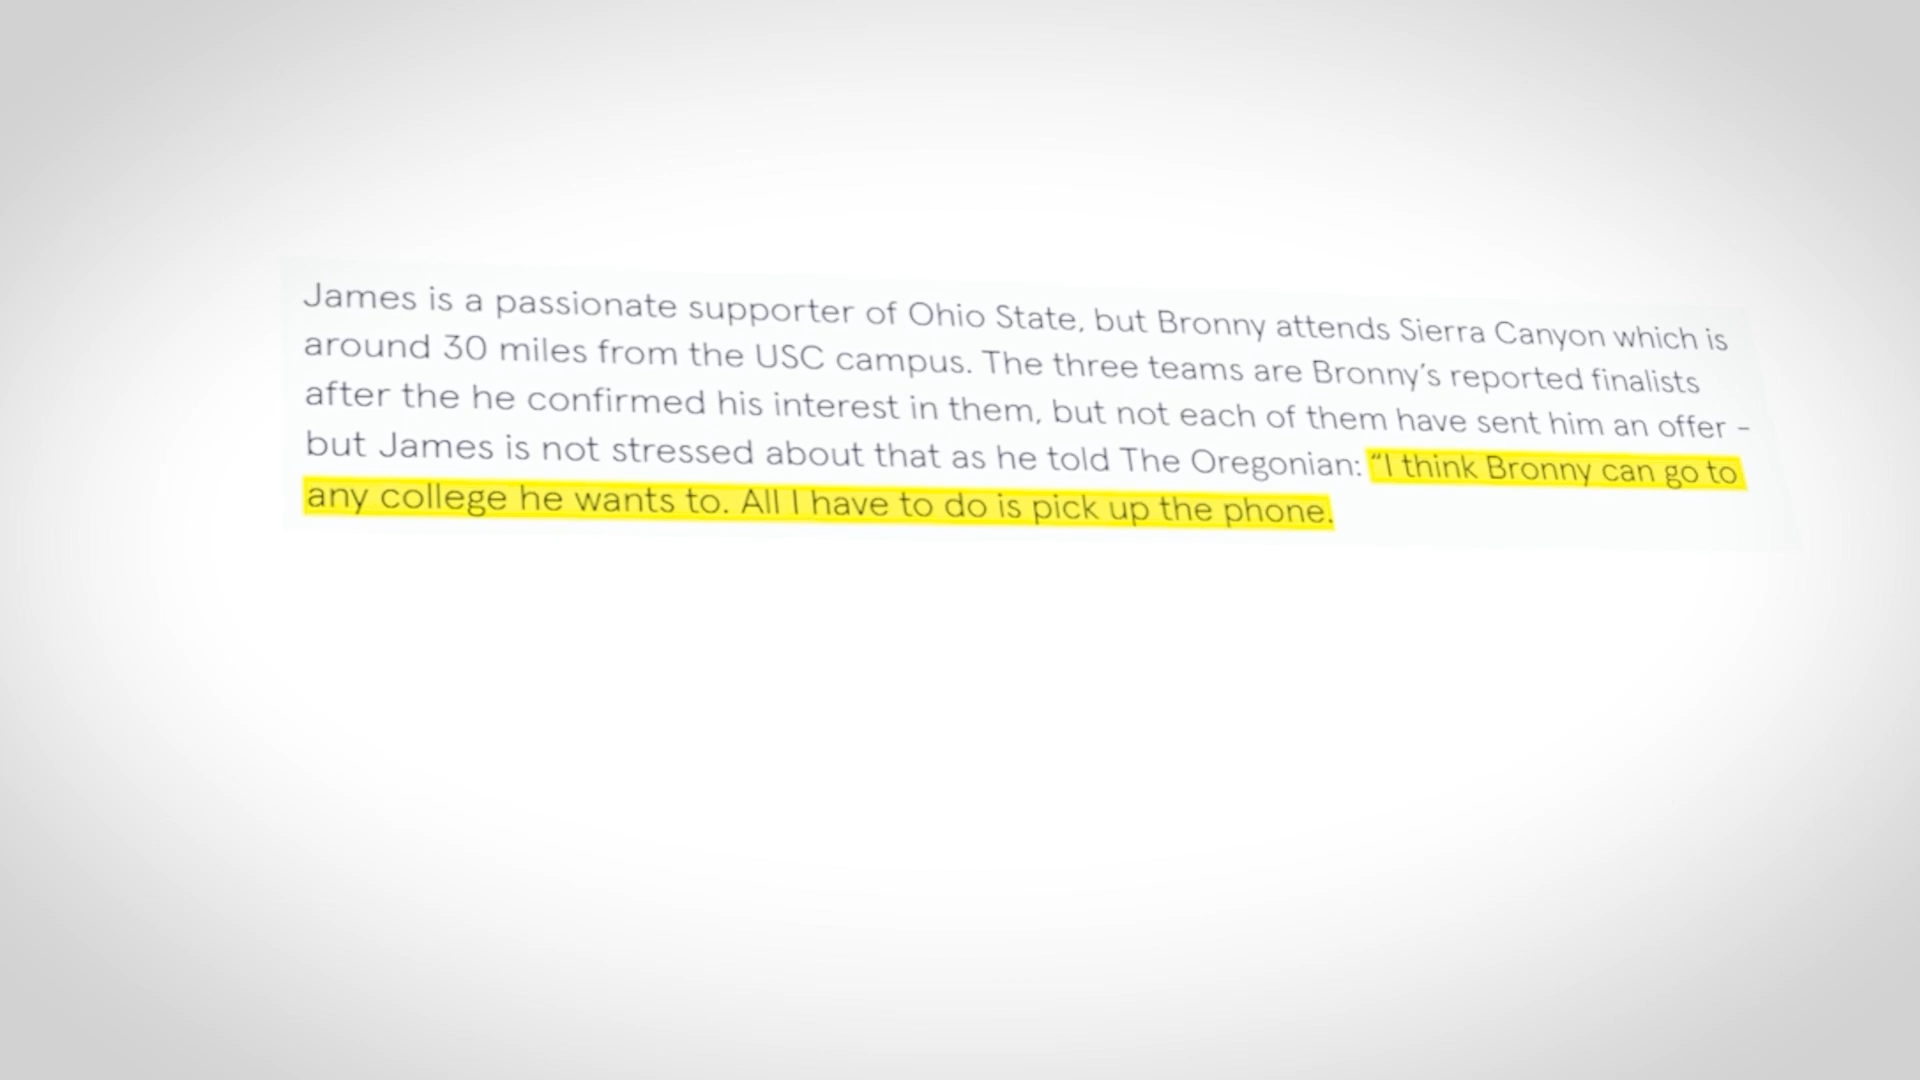 James is a passionate supporter of Ohio State, but Bronny attends Sierra Canyon which is
around 30 miles from the USC campus. The three teams are Bronny’s reported finalists
after the he confirmed his interest in them, but not each of them have sent him an offer -
but James is not stressed about that as he told The Oregonian: “I think Bronny can go to
any college he wants to. All I have to do is pick up the phone.